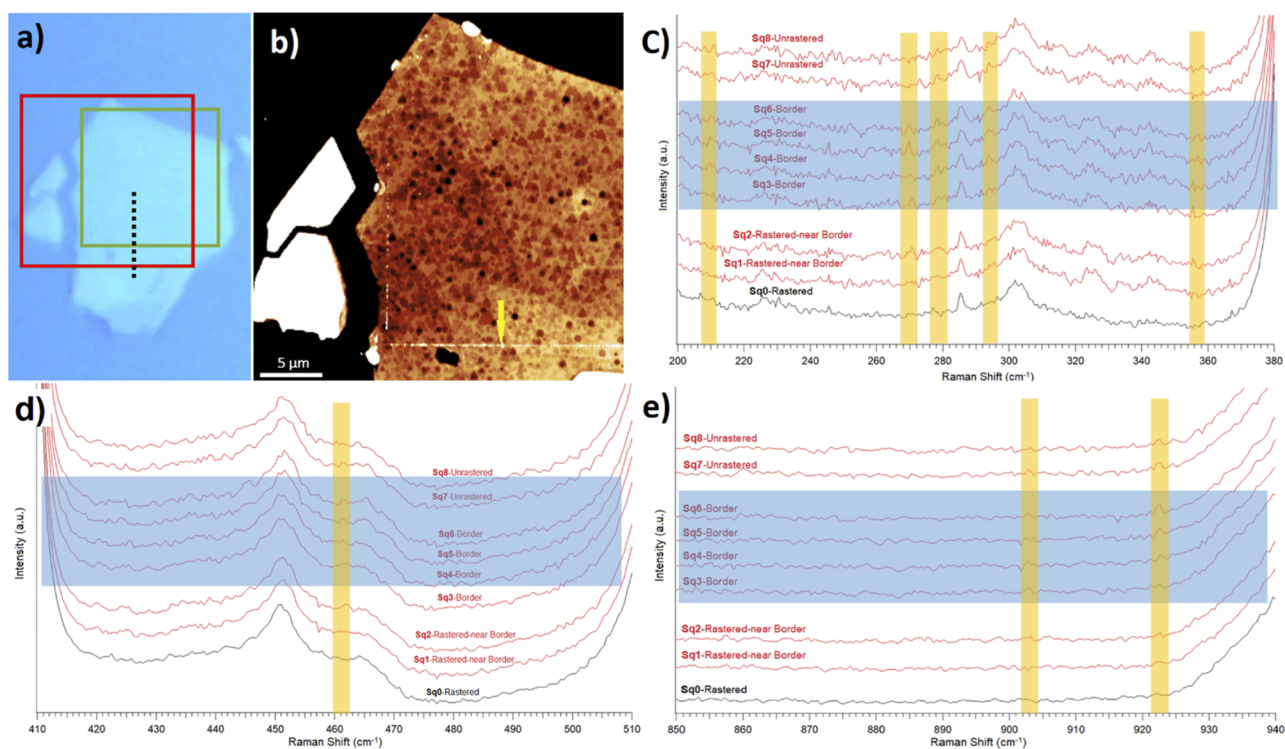 a)
b)
5 µm
C)
Sq8-Unrastered
Sq7-Unrastered
Sq6-Border
Sq5-Border
Sq4-Border
Sq3-Border
Sq2-Rastered-near Border
Sq1-Rastered-near Border
Sq0-Rastered
Intensity (a.u.)
200 220 240 260 280 300 320 340 360 380
Raman Shift (cm⁻¹)
d)
Sq8-Unrastered
Sq7-Unrastered
Sq6-Border
Sq5-Border
Sq4-Border
Sq3-Border
Sq2-Rastered-near Border
Sq1-Rastered-near Border
Sq0-Rastered
Intensity (a.u.)
410 420 430 440 450 460 470 480 490 500 510
Raman Shift (cm⁻¹)
e)
Sq8-Unrastered
Sq7-Unrastered
Sq6-Border
Sq5-Border
Sq4-Border
Sq3-Border
Sq2-Rastered-near Border
Sq1-Rastered-near Border
Sq0-Rastered
Intensity (a.u.)
850 860 870 880 890 900 910 920 930 940
Raman Shift (cm⁻¹)